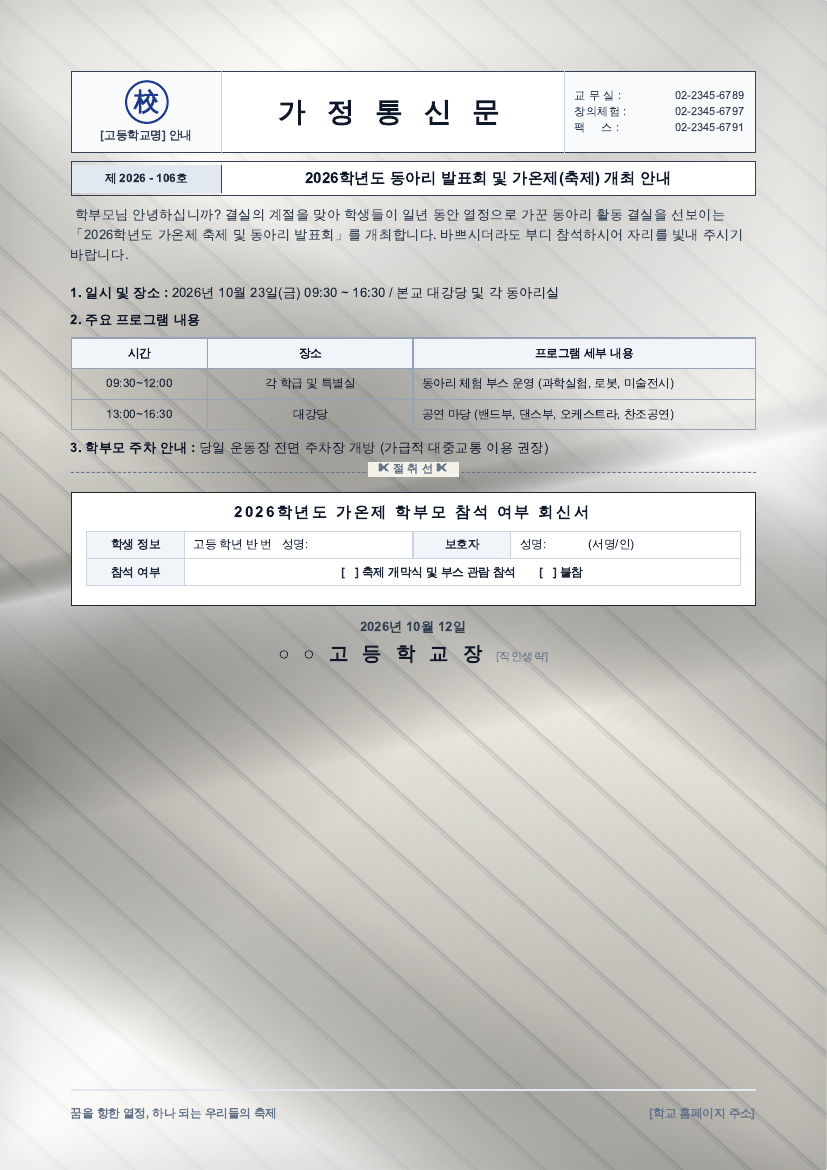 校
[고등학교명] 안내
가 정 통 신 문
교 무 실 : 02-2345-6789
창의체험 : 02-2345-6797
팩 스 : 02-2345-6791
제 2026 - 106호
2026학년도 동아리 발표회 및 가온제(축제) 개최 안내
학부모님 안녕하십니까? 결실의 계절을 맞아 학생들이 일년 동안 열정으로 가꾼 동아리 활동 결실을 선보이는
「2026학년도 가온제 축제 및 동아리 발표회」를 개최합니다. 바쁘시더라도 부디 참석하시어 자리를 빛내 주시기
바랍니다.
1. 일시 및 장소 : 2026년 10월 23일(금) 09:30 ~ 16:30 / 본교 대강당 및 각 동아리실
2. 주요 프로그램 내용
시간 장소 프로그램 세부 내용
09:30~12:00 각 학급 및 특별실 동아리 체험 부스 운영 (과학실험, 로봇, 미술전시)
13:00~16:30 대강당 공연 마당 (밴드부, 댄스부, 오케스트라, 찬조공연)
3. 학부모 주차 안내 : 당일 운동장 전면 주차장 개방 (가급적 대중교통 이용 권장)
절 취 선
2026학년도 가온제 학부모 참석 여부 회신서
학생 정보 고등 학년 반 번 성명: 보호자 성명: (서명/인)
참석 여부 [ ] 축제 개막식 및 부스 관람 참석 [ ] 불참
2026년 10월 12일
○ ○ 고 등 학 교 장 [직인생략]
꿈을 향한 열정, 하나 되는 우리들의 축제
[학교 홈페이지 주소]